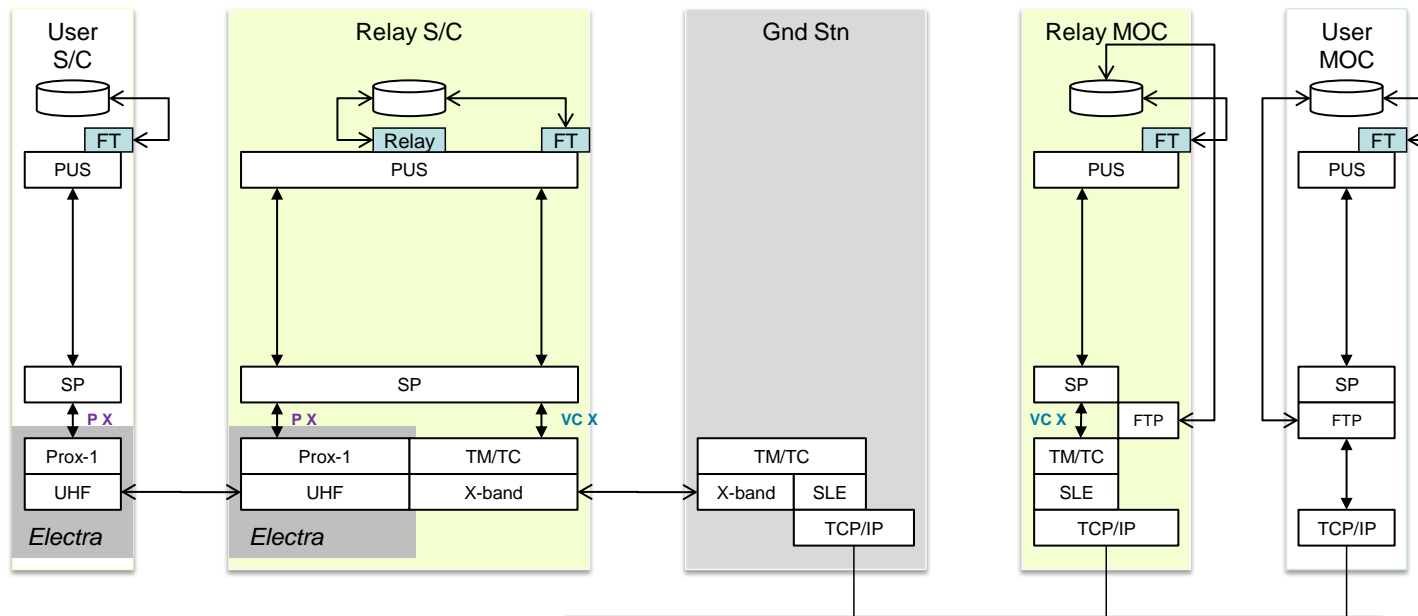 User
S/C
Relay S/C
Gnd Stn
Relay MOC
User
MOC
FT
Relay
FT
FT
FT
PUS
PUS
PUS
PUS
SP
SP
SP
SP
P X
P X
VC X
VC X
FTP
FTP
Prox-1
Prox-1
TM/TC
TM/TC
TM/TC
UHF
UHF
X-band
X-band
SLE
SLE
Electra
Electra
TCP/IP
TCP/IP
TCP/IP